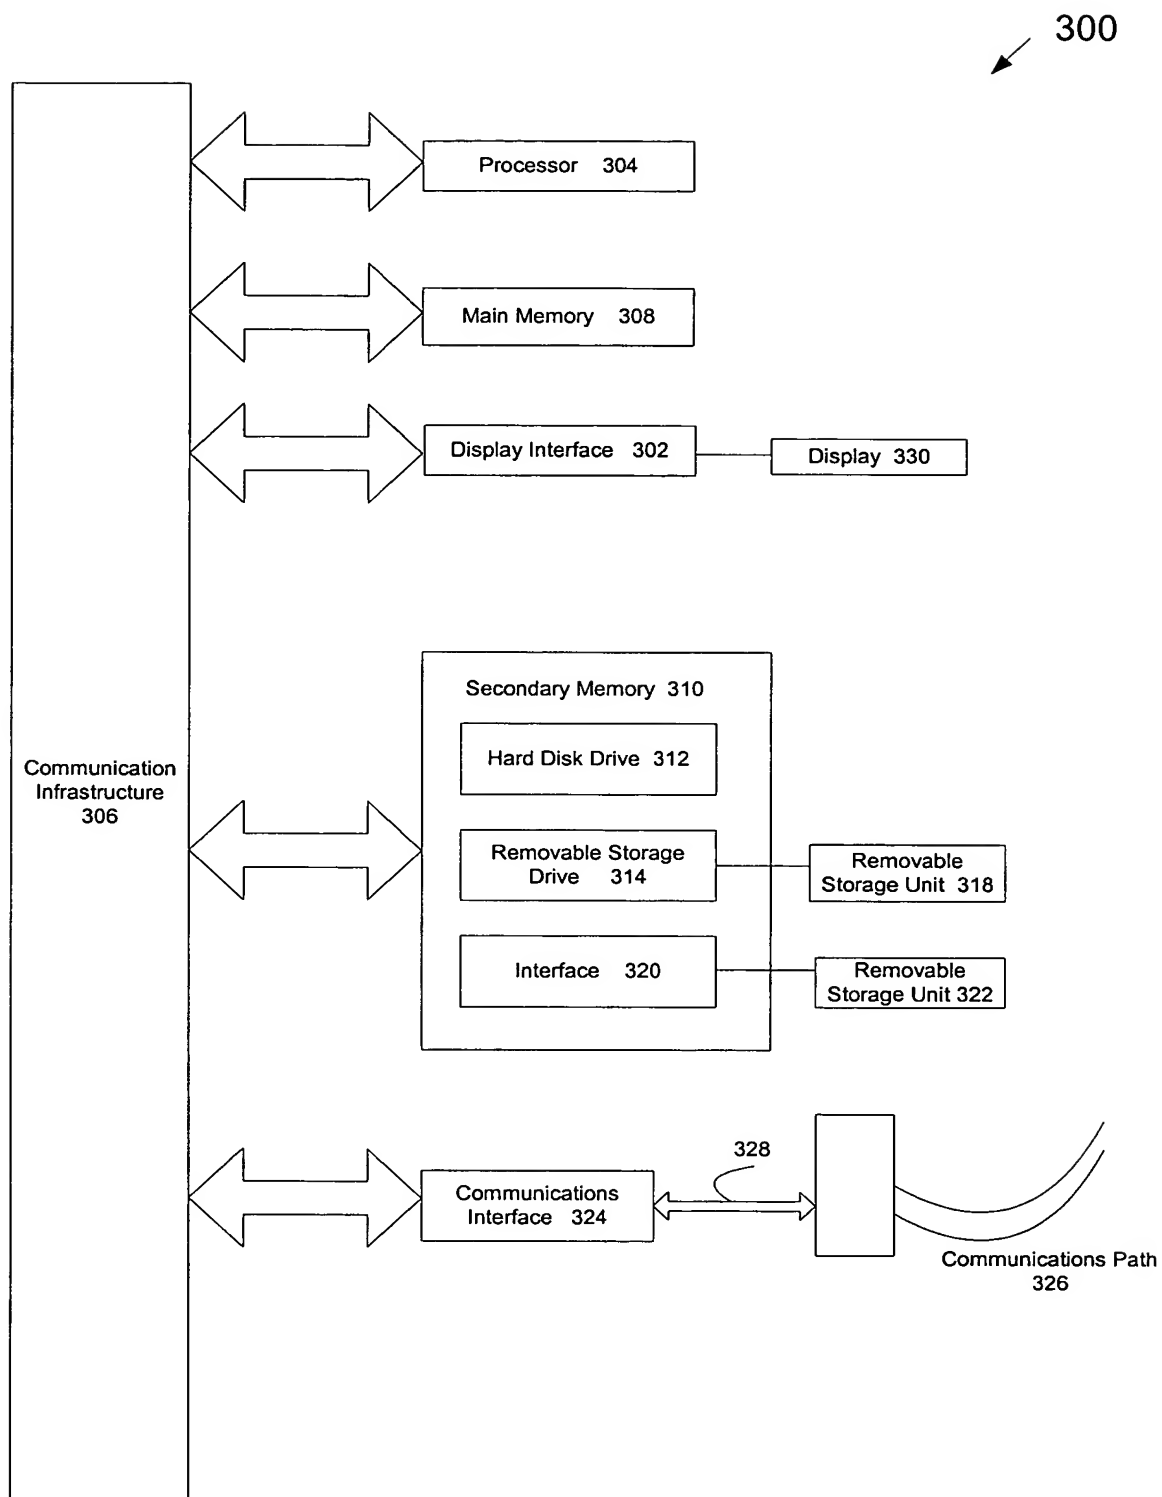 300
Processor 304
Main Memory 308
Display Interface 302
Display 330
Secondary Memory 310
Hard Disk Drive 312
Communication
Infrastructure
306
Removable Storage
Drive 314
Removable
Storage Unit 318
Interface 320
Removable
Storage Unit 322
328
Communications
Interface 324
Communications Path
326